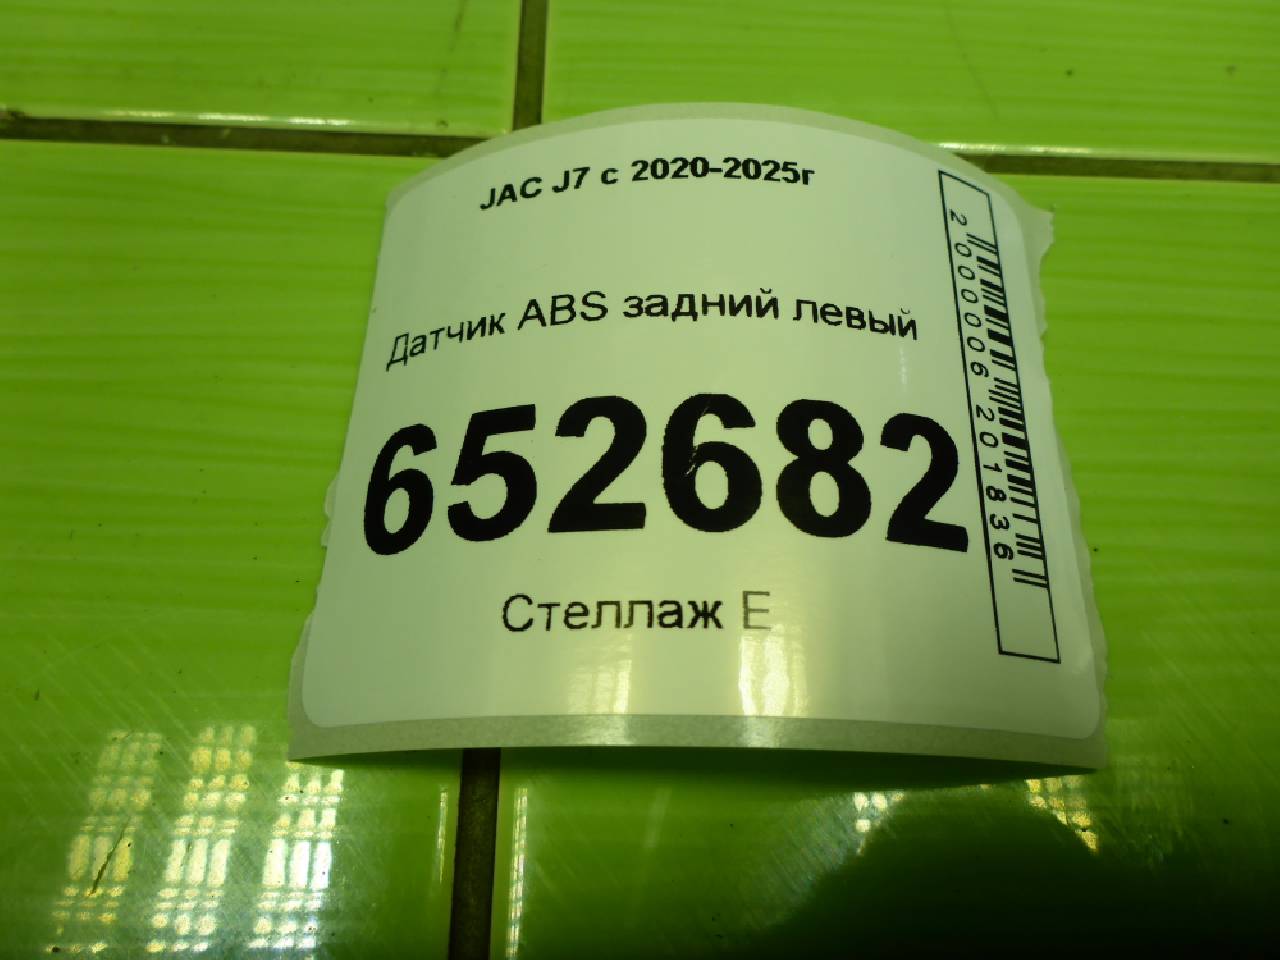 JAC J7 с 2020-2025г
Датчик ABS задний левый
652682
Стеллаж E
2000006201836